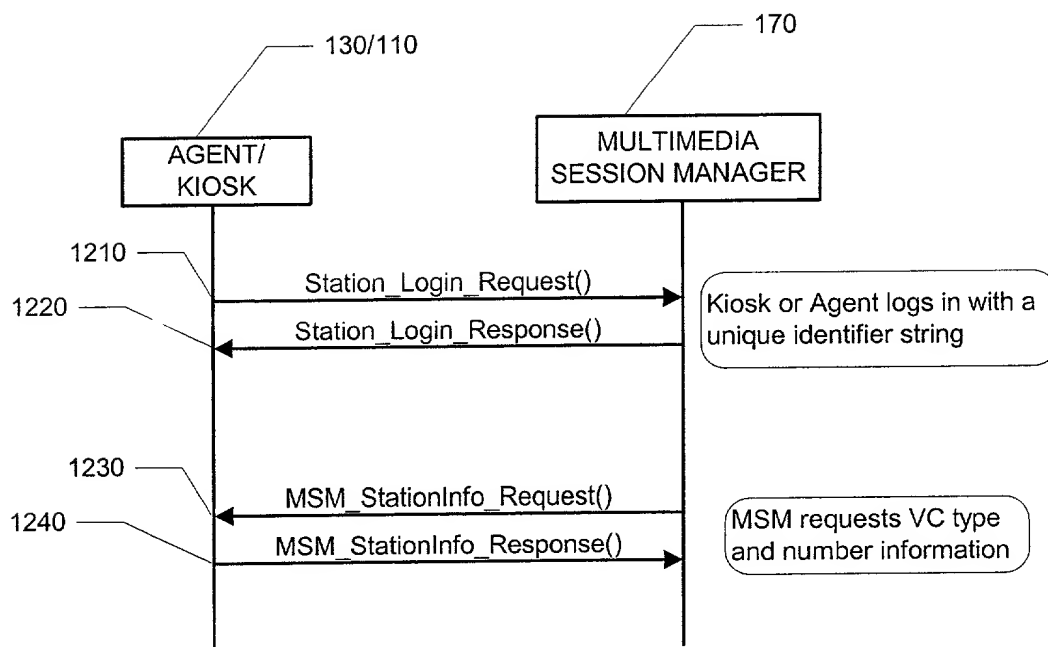 130/110
170
AGENT/
KIOSK
MULTIMEDIA
SESSION MANAGER
1210
Station_Login_Request()
1220
Station_Login_Response()
Kiosk or Agent logs in with a
unique identifier string
1230
MSM_StationInfo_Request()
1240
MSM_StationInfo_Response()
MSM requests VC type
and number information